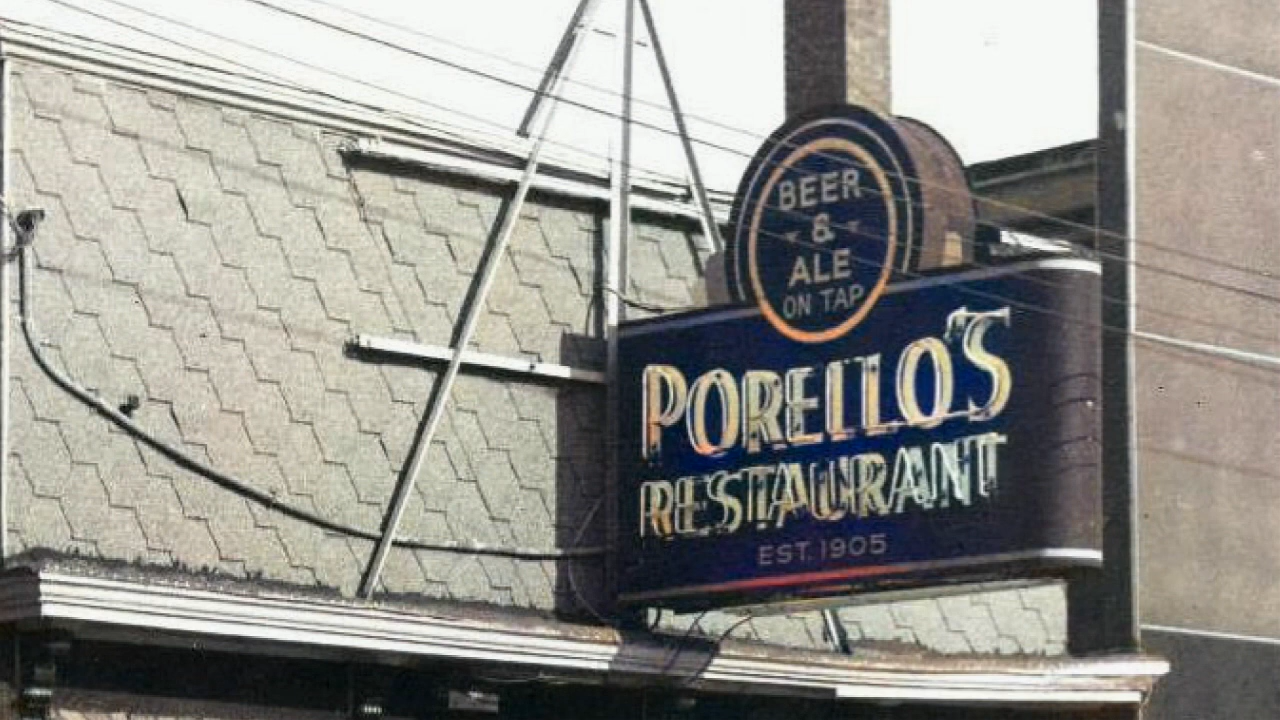 BEER
&
ALE
ON TAP
PORELLO'S
RESTAURANT
EST. 1905